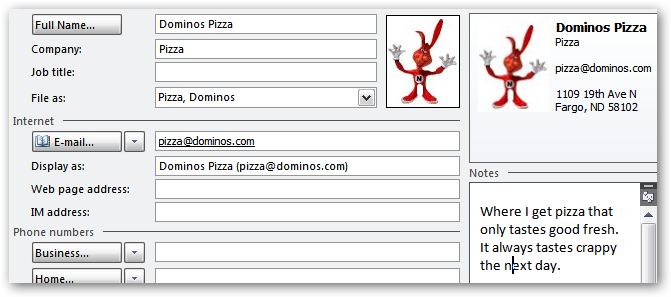 Full Name...
Dominos Pizza
Company:
Pizza
Job title:
File as:
Pizza, Dominos
Internet
E-mail...
pizza@dominos.com
Display as:
Dominos Pizza (pizza@dominos.com)
Web page address:
IM address:
Phone numbers
Business...
Home...
N
N
Dominos Pizza
Pizza
pizza@dominos.com
1109 19th Ave N
Fargo, ND 58102
Notes
Where I get pizza that
only tastes good fresh.
It always tastes crappy
the next day.